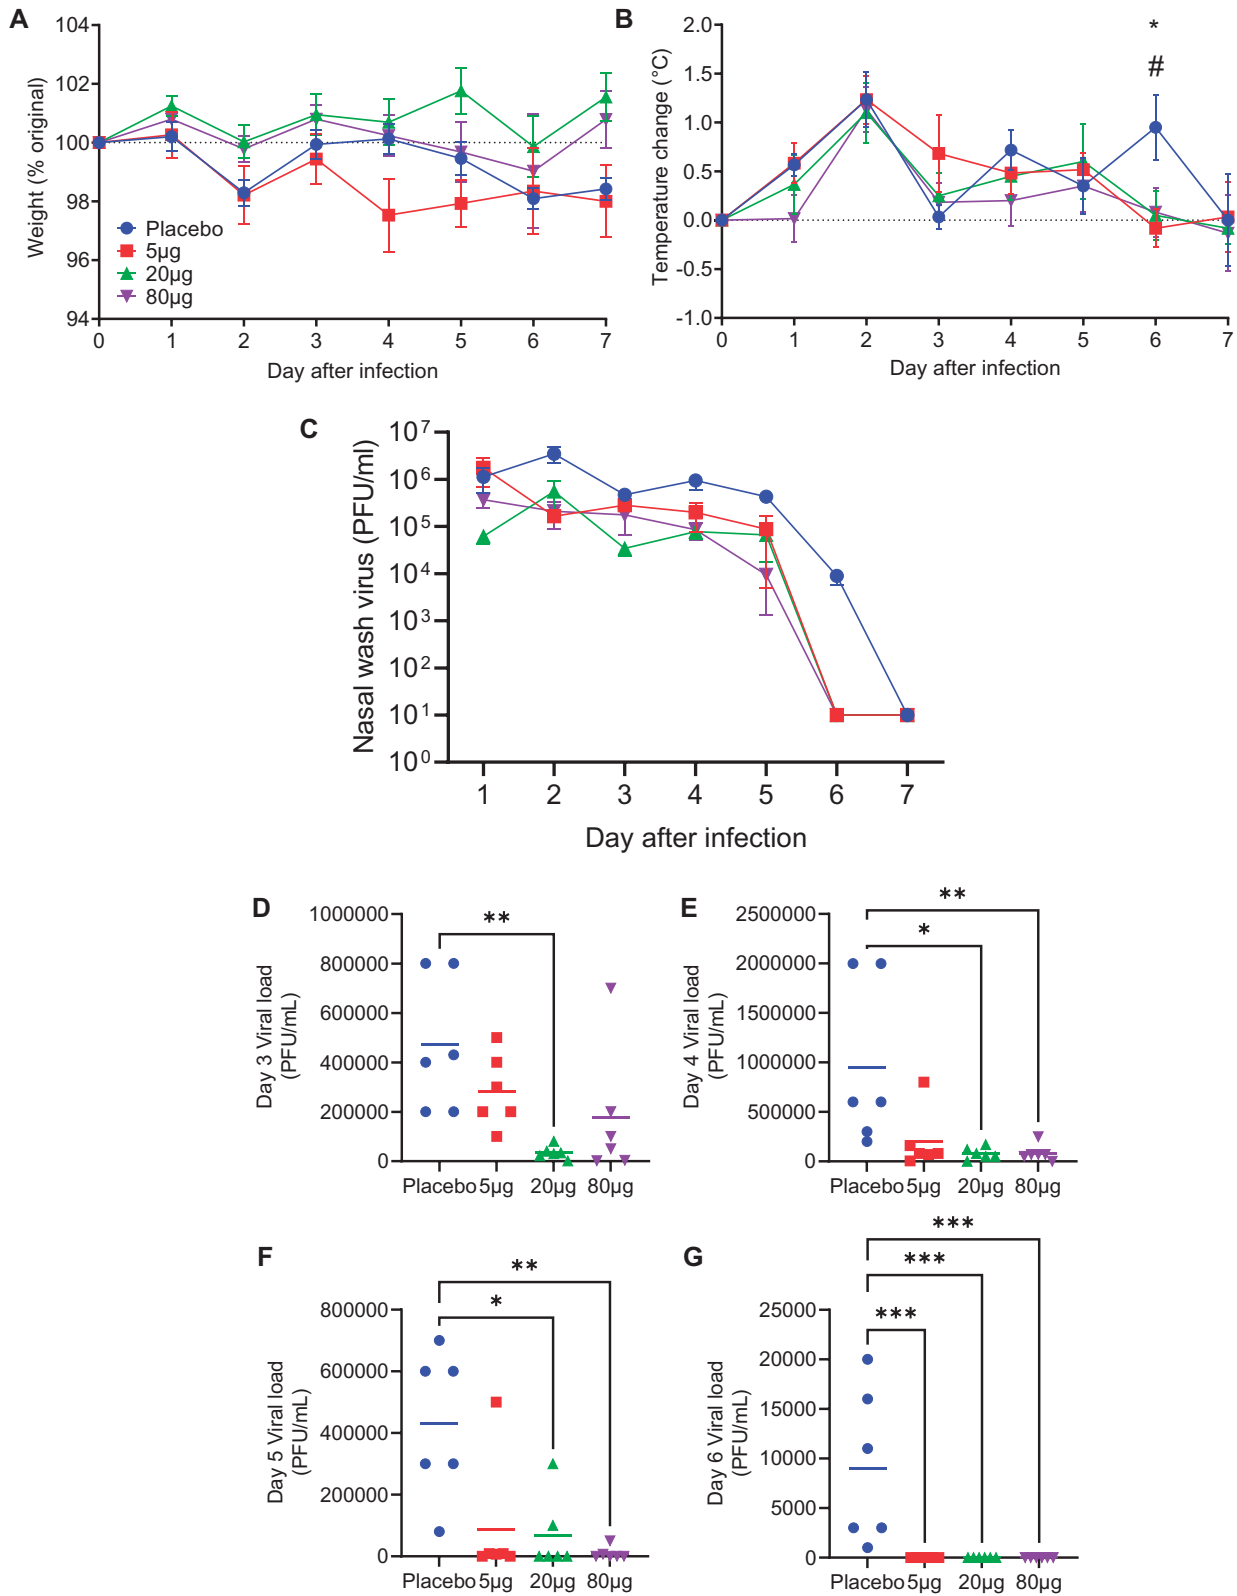 A
104
102
100
98
96
94
Weight (% original)
Placebo
5µg
20µg
80µg
0 1 2 3 4 5 6 7
Day after infection
B
2.0
1.5
1.0
0.5
0.0
-0.5
-1.0
Temperature change (°C)
*
#
0 1 2 3 4 5 6 7
Day after infection
C
10⁷
10⁶
10⁵
10⁴
10³
10²
10¹
10⁰
Nasal wash virus (PFU/ml)
1 2 3 4 5 6 7
Day after infection
D
1000000
800000
600000
400000
200000
0
Day 3 Viral load
(PFU/mL)
**
Placebo 5µg 20µg 80µg
E
2500000
2000000
1500000
1000000
500000
0
Day 4 Viral load
(PFU/mL)
**
*
Placebo 5µg 20µg 80µg
F
800000
600000
400000
200000
0
Day 5 Viral load
(PFU/mL)
**
*
Placebo 5µg 20µg 80µg
G
25000
20000
15000
10000
5000
0
Day 6 Viral load
(PFU/mL)
***
***
***
Placebo 5µg 20µg 80µg